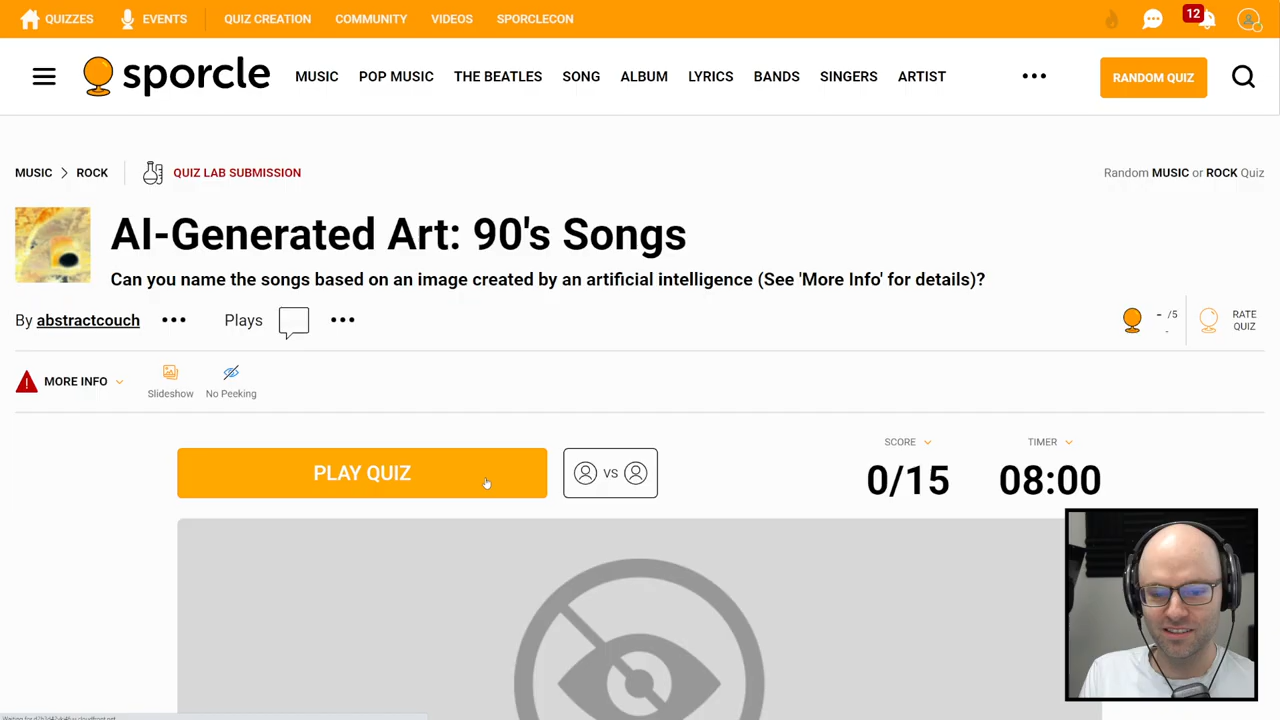 QUIZZES EVENTS QUIZ CREATION COMMUNITY VIDEOS SPORCLECON 12
sporcle MUSIC POP MUSIC THE BEATLES SONG ALBUM LYRICS BANDS SINGERS ARTIST RANDOM QUIZ
MUSIC > ROCK QUIZ LAB SUBMISSION Random MUSIC or ROCK Quiz
AI-Generated Art: 90's Songs
Can you name the songs based on an image created by an artificial intelligence (See 'More Info' for details)?
By abstractcouch Plays - /5 - RATE QUIZ
MORE INFO Slideshow No Peeking
SCORE TIMER
PLAY QUIZ VS 0/15 08:00